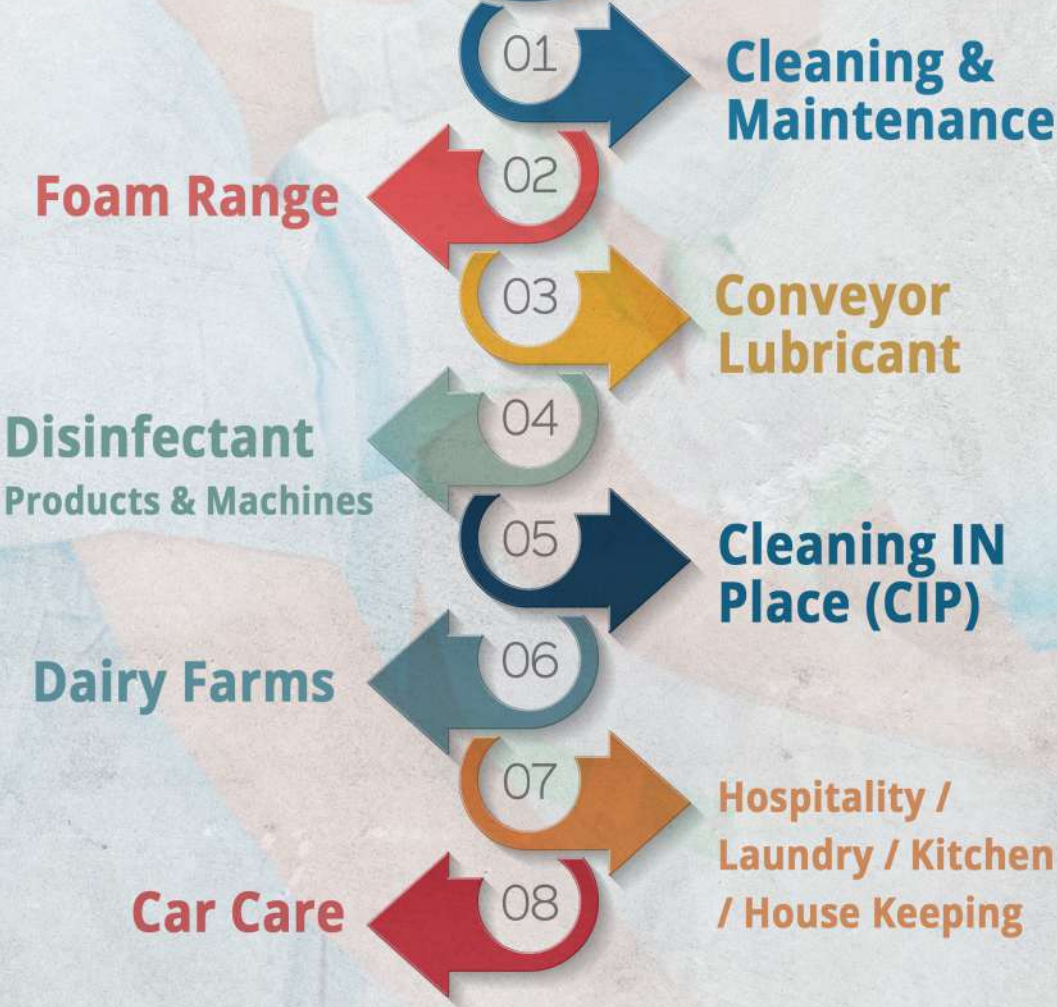 01
Cleaning &
Maintenance
02
Foam Range
03
Conveyor
Lubricant
04
Disinfectant
Products & Machines
05
Cleaning IN
Place (CIP)
06
Dairy Farms
07
Hospitality /
Laundry / Kitchen
/ House Keeping
08
Car Care